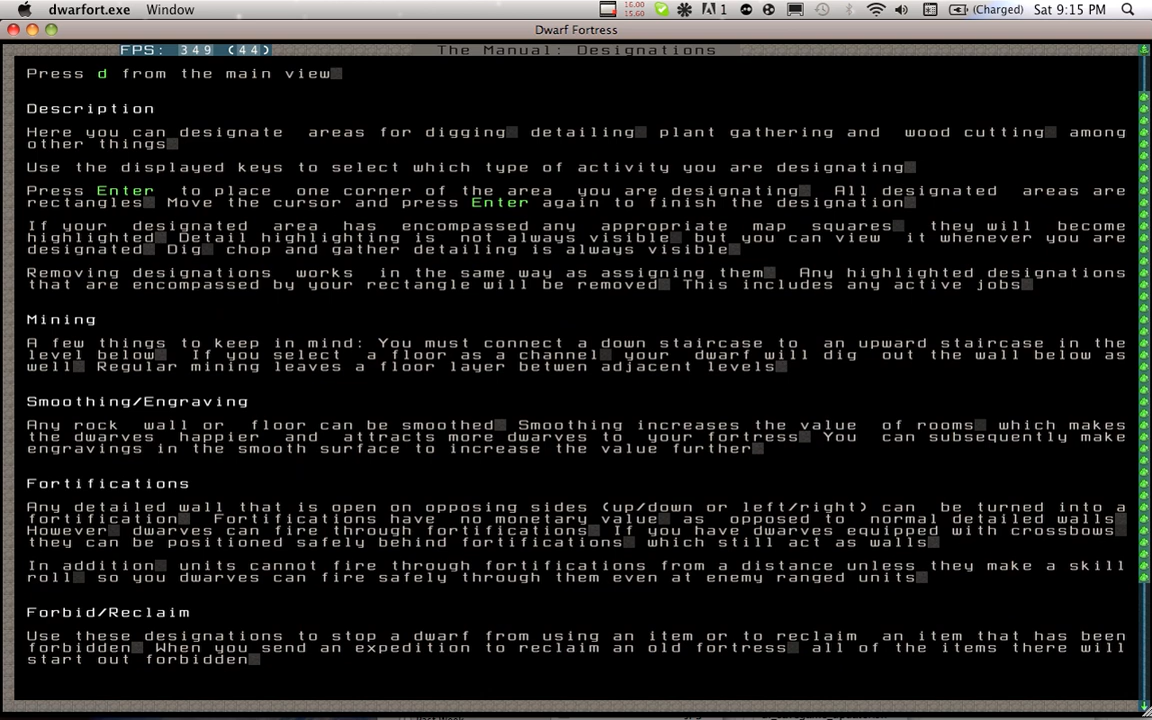 dwarfort.exe Window 16.00 15.60 1 (Charged) Sat 9:15 PM
Dwarf Fortress
FPS: 349 (44) The Manual: Designations
Press d from the main view
Description
Here you can designate areas for digging detailing plant gathering and wood cutting among
other things
Use the displayed keys to select which type of activity you are designating
Press Enter to place one corner of the area you are designating All designated areas are
rectangles Move the cursor and press Enter again to finish the designation
If your designated area has encompassed any appropriate map squares they will become
highlighted Detail highlighting is not always visible but you can view it whenever you are
designated Dig chop and gather detailing is always visible
Removing designations works in the same way as assigning them Any highlighted designations
that are encompassed by your rectangle will be removed This includes any active jobs
Mining
A few things to keep in mind: You must connect a down staircase to an upward staircase in the
level below If you select a floor as a channel your dwarf will dig out the wall below as
well Regular mining leaves a floor layer betwen adjacent levels
Smoothing/Engraving
Any rock wall or floor can be smoothed Smoothing increases the value of rooms which makes
the dwarves happier and attracts more dwarves to your fortress You can subsequently make
engravings in the smooth surface to increase the value further
Fortifications
Any detailed wall that is open on opposing sides (up/down or left/right) can be turned into a
fortification Fortifications have no monetary value as opposed to normal detailed walls
However dwarves can fire through fortifications If you have dwarves equipped with crossbows
they can be positioned safely behind fortifications which still act as walls
In addition units cannot fire through fortifications from a distance unless they make a skill
roll so you dwarves can fire safely through them even at enemy ranged units
Forbid/Reclaim
Use these designations to stop a dwarf from using an item or to reclaim an item that has been
forbidden When you send an expedition to reclaim an old fortress all of the items there will
start out forbidden